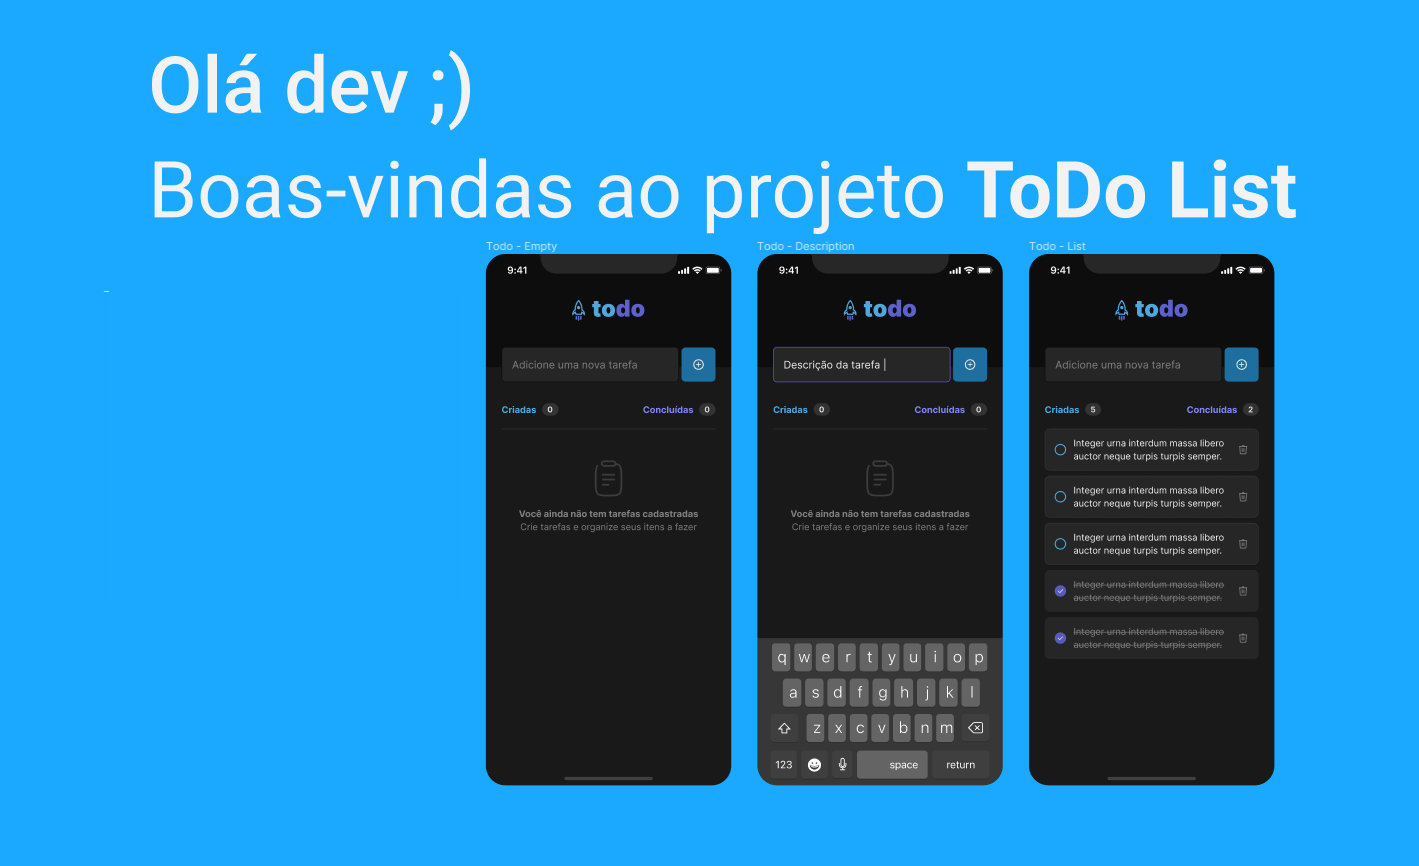 Olá dev ;)
Boas-vindas ao projeto ToDo List
Todo - Empty
9:41
todo
Adicione uma nova tarefa
Criadas 0
Concluídas 0
Você ainda não tem tarefas cadastradas
Crie tarefas e organize seus itens a fazer
Todo - Description
9:41
todo
Descrição da tarefa |
Criadas 0
Concluídas 0
Você ainda não tem tarefas cadastradas
Crie tarefas e organize seus itens a fazer
q w e r t y u i o p
a s d f g h j k l
z x c v b n m
123 space return
Todo - List
9:41
todo
Adicione uma nova tarefa
Criadas 5
Concluídas 2
Integer urna interdum massa libero
auctor neque turpis turpis semper.
Integer urna interdum massa libero
auctor neque turpis turpis semper.
Integer urna interdum massa libero
auctor neque turpis turpis semper.
Integer urna interdum massa libero
auctor neque turpis turpis semper.
Integer urna interdum massa libero
auctor neque turpis turpis semper.